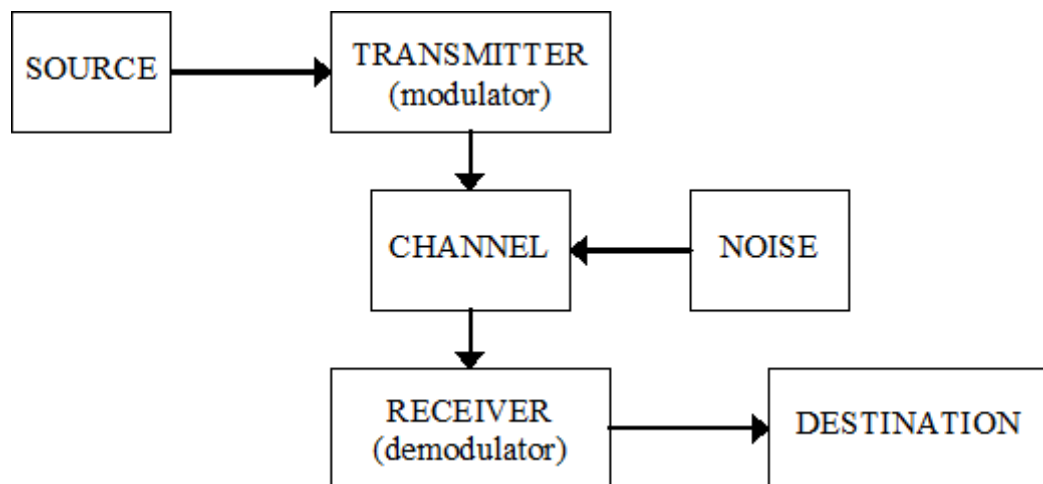 SOURCE
TRANSMITTER
(modulator)
CHANNEL
NOISE
RECEIVER
(demodulator)
DESTINATION